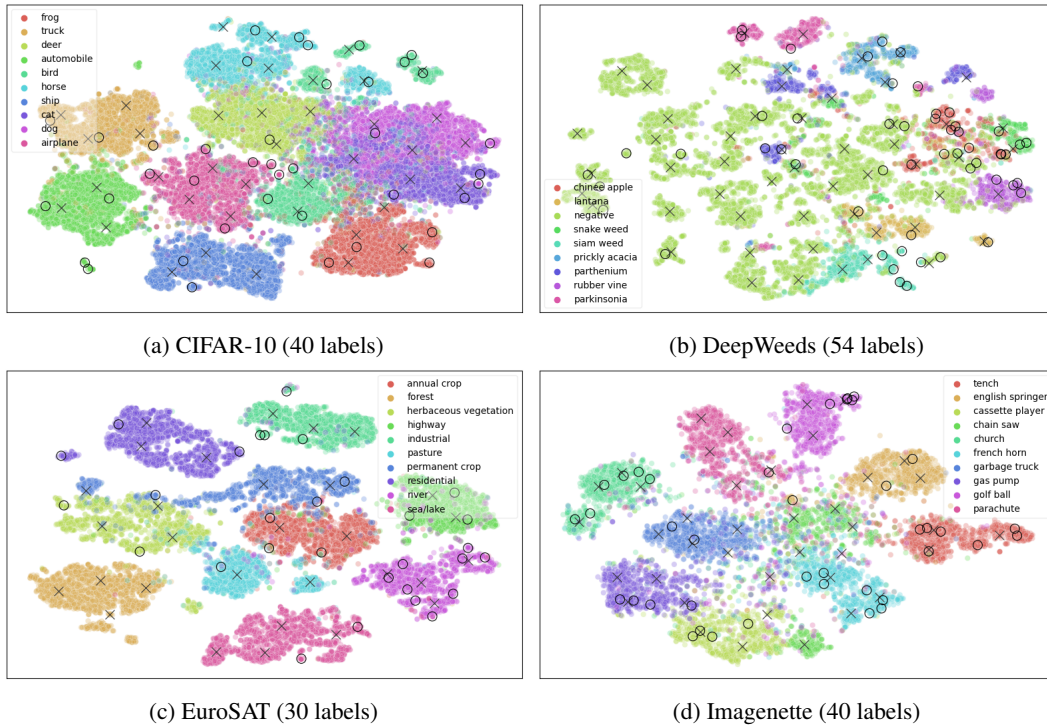 frog
truck
deer
automobile
bird
horse
ship
cat
dog
airplane
chinee apple
lantana
negative
snake weed
siam weed
prickly acacia
parthenium
rubber vine
parkinsonia
(a) CIFAR-10 (40 labels)
(b) DeepWeeds (54 labels)
annual crop
forest
herbaceous vegetation
highway
industrial
pasture
permanent crop
residential
river
sea/lake
tench
english springer
cassette player
chain saw
church
french horn
garbage truck
gas pump
golf ball
parachute
(c) EuroSAT (30 labels)
(d) Imagenette (40 labels)